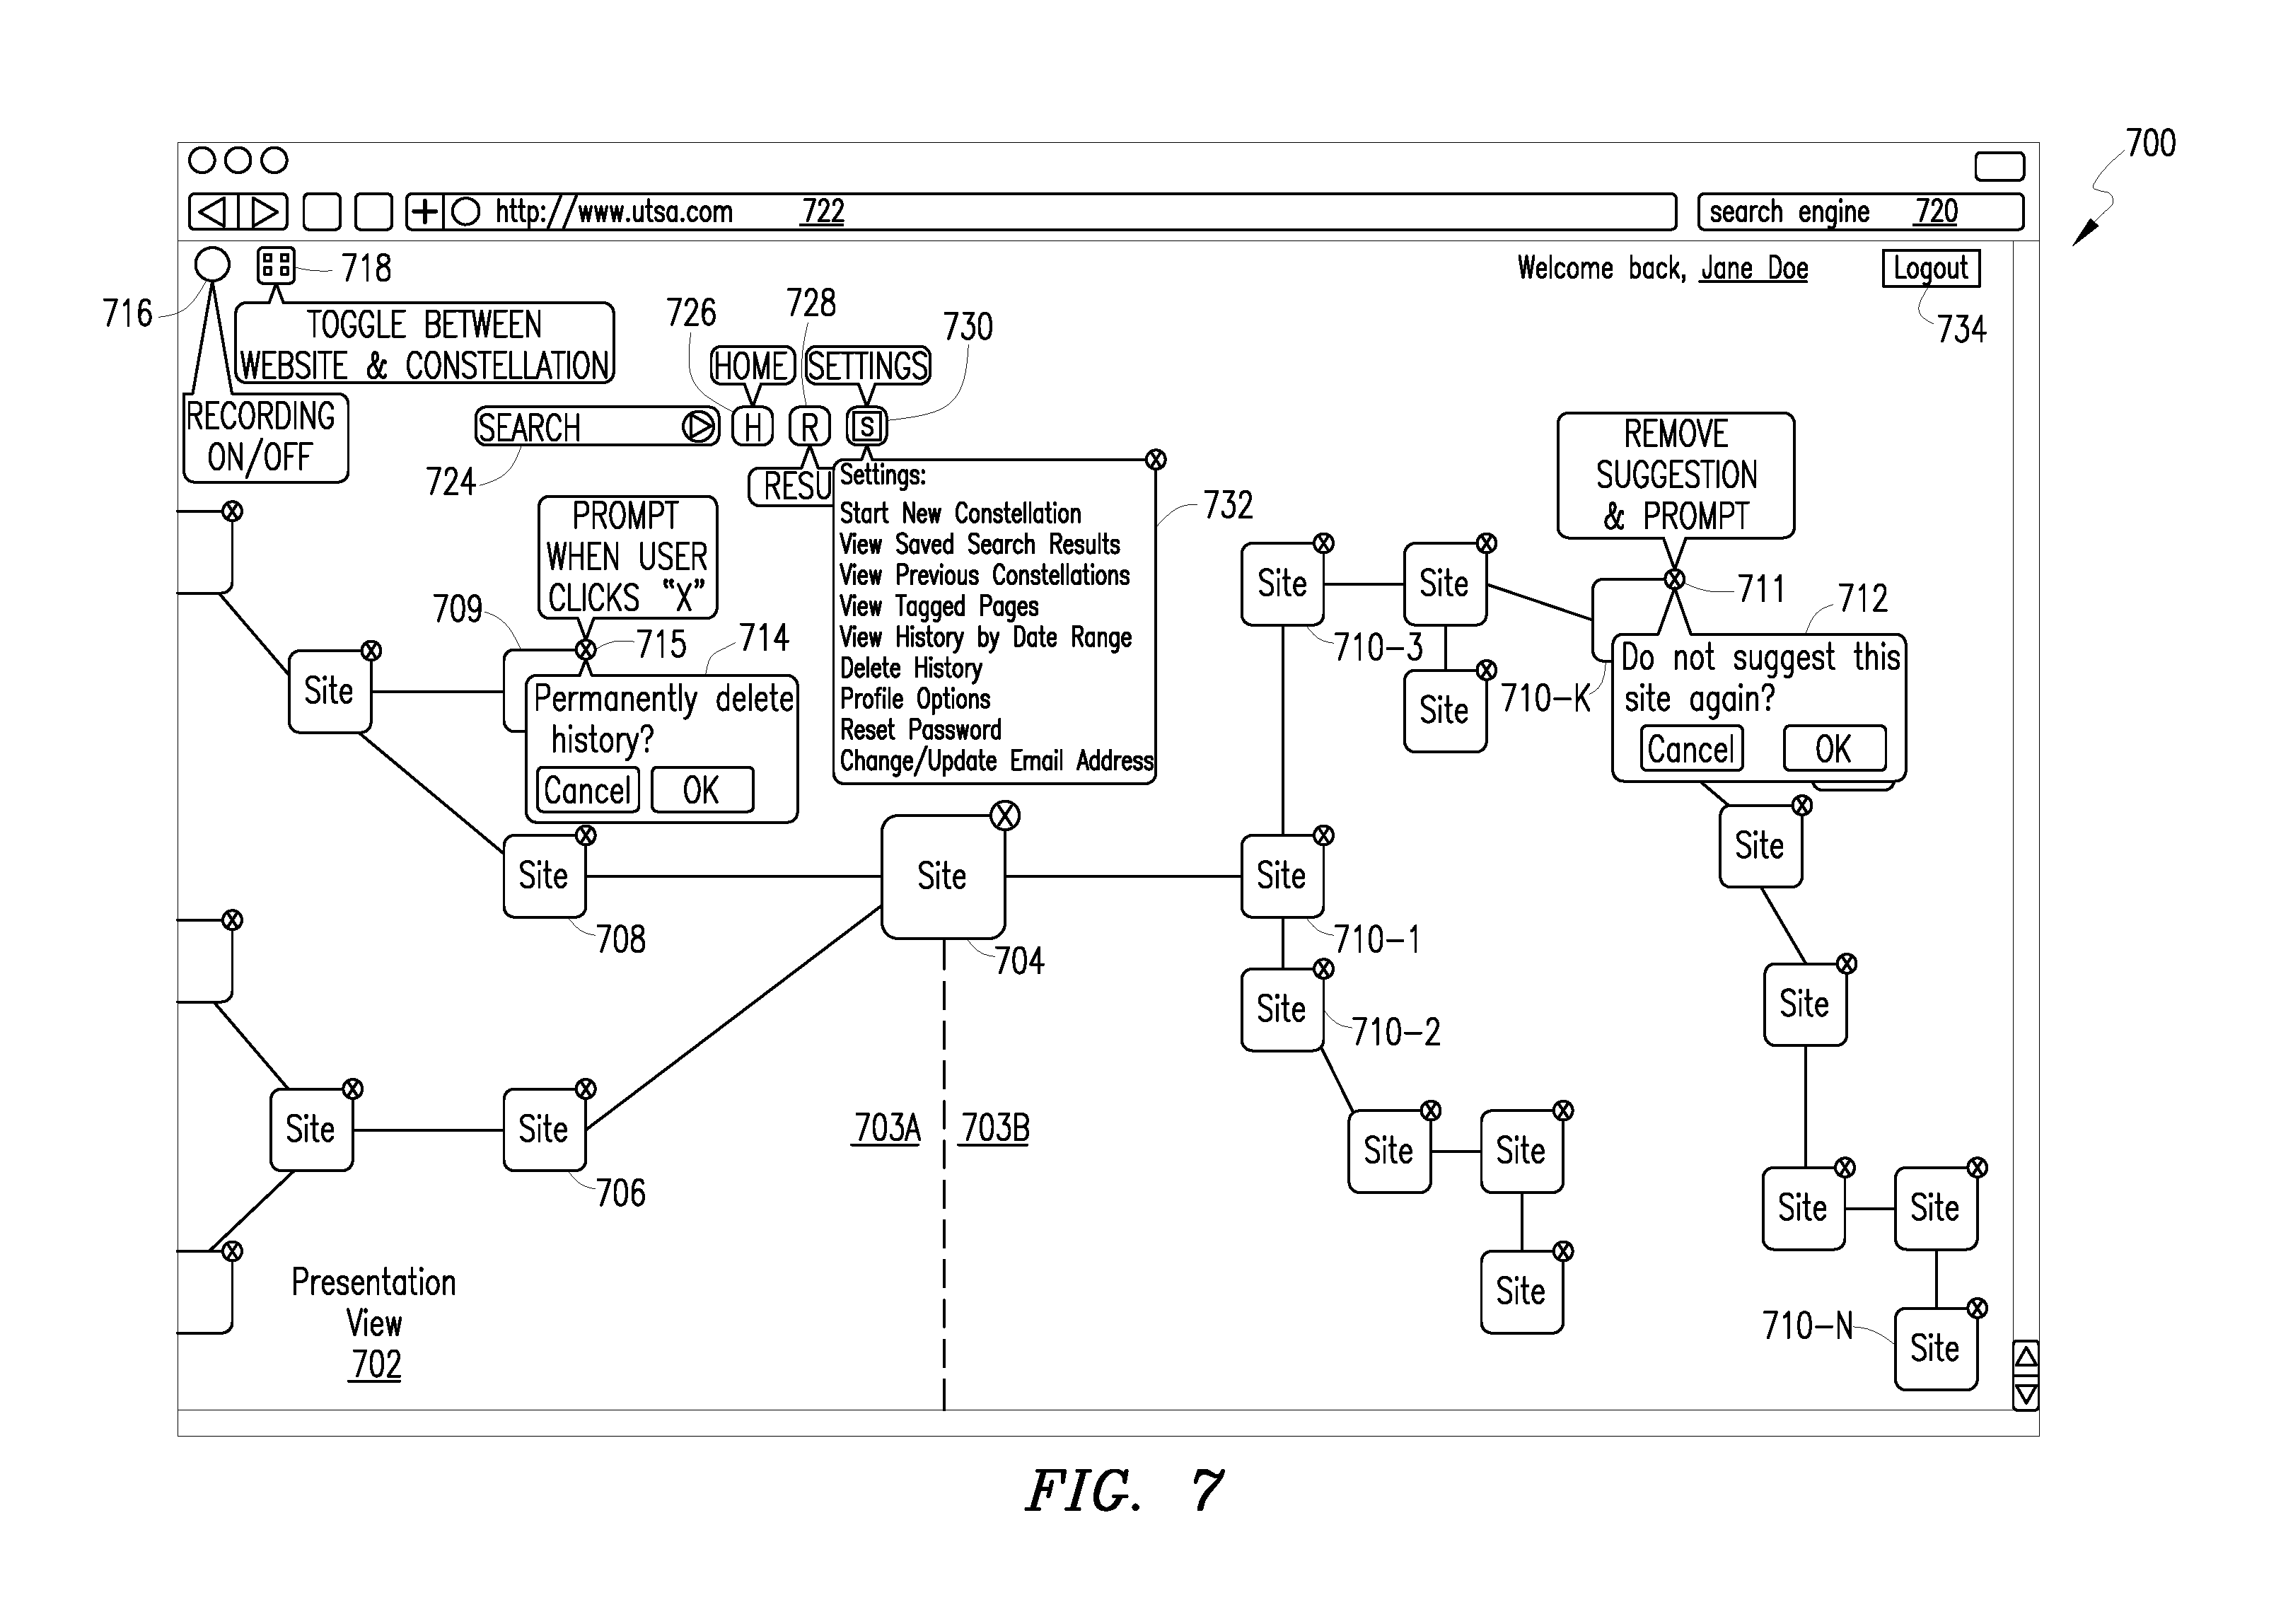 700
http://www.utsa.com 722
search engine 720
718
Welcome back, Jane Doe
Logout
716
734
TOGGLE BETWEEN
WEBSITE & CONSTELLATION
726
728
730
HOME
SETTINGS
RECORDING
ON/OFF
SEARCH
H
R
S
724
RESU
REMOVE
SUGGESTION
& PROMPT
Settings:
Start New Constellation
View Saved Search Results
View Previous Constellations
View Tagged Pages
View History by Date Range
Delete History
Profile Options
Reset Password
Change/Update Email Address
732
PROMPT
WHEN USER
CLICKS “X”
709
715
714
Permanently delete
history?
Cancel
OK
Site
Site
Site
710-3
Site
710-K
711
712
Do not suggest this
site again?
Cancel
OK
Site
Site
708
Site
704
Site
710-1
Site
710-2
Site
703A
703B
Site
Site
706
Site
Site
Site
Site
Site
Presentation
View
702
710-N
Site
FIG. 7